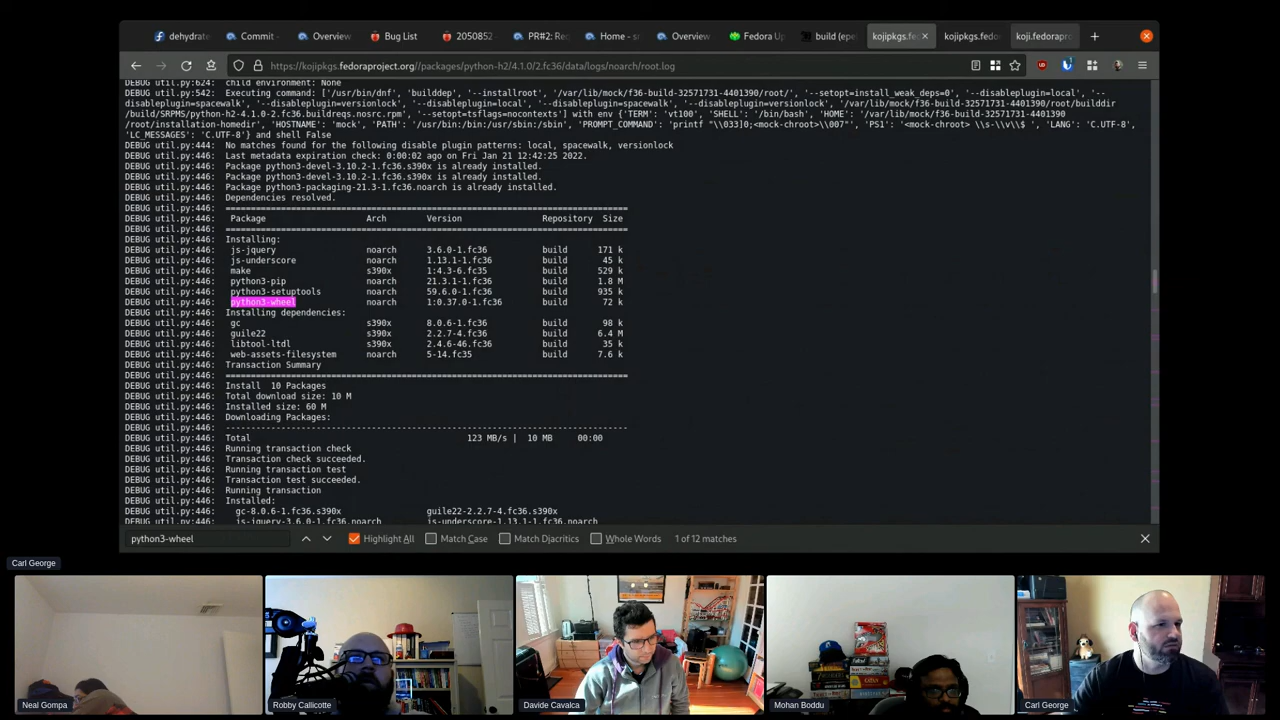 dehydrate
Commit -
Overview
Bug List
2050852
PR#2: Re
Home - s
Overview
Fedora Up
build (epe
kojipkgs.fe
kojipkgs.fedo
koji.fedorapro
https://kojipkgs.fedoraproject.org//packages/python-h2/4.1.0/2.fc36/data/logs/noarch/root.log
DEBUG util.py:624:  child environment: None
DEBUG util.py:542:  Executing command: ['/usr/bin/dnf', 'builddep', '--installroot', '/var/lib/mock/f36-build-32571731-4401390/root/', '--setopt=install_weak_deps=0', '--disableplugin=local', '--
disableplugin=spacewalk', '--disableplugin=versionlock', '--disableplugin=local', '--disableplugin=spacewalk', '--disableplugin=versionlock', '/var/lib/mock/f36-build-32571731-4401390/root/builddir
/build/SRPMS/python-h2-4.1.0-2.fc36.buildreqs.nosrc.rpm', '--setopt=tsflags=nocontexts'] with env {'TERM': 'vt100', 'SHELL': '/bin/bash', 'HOME': '/var/lib/mock/f36-build-32571731-4401390
/root/installation-homedir', 'HOSTNAME': 'mock', 'PATH': '/usr/bin:/bin:/usr/sbin:/sbin', 'PROMPT_COMMAND': 'printf "\\033]0;<mock-chroot>\\007"', 'PS1': '<mock-chroot> \\s-\\v\\$ ', 'LANG': 'C.UTF-8',
'LC_MESSAGES': 'C.UTF-8'} and shell False
DEBUG util.py:444:  No matches found for the following disable plugin patterns: local, spacewalk, versionlock
DEBUG util.py:446:  Last metadata expiration check: 0:00:02 ago on Fri Jan 21 12:42:25 2022.
DEBUG util.py:446:  Package python3-devel-3.10.2-1.fc36.s390x is already installed.
DEBUG util.py:446:  Package python3-devel-3.10.2-1.fc36.s390x is already installed.
DEBUG util.py:446:  Package python3-packaging-21.3-1.fc36.noarch is already installed.
DEBUG util.py:446:  Dependencies resolved.
DEBUG util.py:446:  ================================================================================
DEBUG util.py:446:  Package Arch Version Repository Size
DEBUG util.py:446:  ================================================================================
DEBUG util.py:446:  Installing:
DEBUG util.py:446:  js-jquery noarch 3.6.0-1.fc36 build 171 k
DEBUG util.py:446:  js-underscore noarch 1.13.1-1.fc36 build 45 k
DEBUG util.py:446:  make s390x 1:4.3-6.fc35 build 529 k
DEBUG util.py:446:  python3-pip noarch 21.3.1-1.fc36 build 1.8 M
DEBUG util.py:446:  python3-setuptools noarch 59.6.0-1.fc36 build 935 k
DEBUG util.py:446:  python3-wheel noarch 1:0.37.0-1.fc36 build 72 k
DEBUG util.py:446:  Installing dependencies:
DEBUG util.py:446:  gc s390x 8.0.6-1.fc36 build 98 k
DEBUG util.py:446:  guile22 s390x 2.2.7-4.fc36 build 6.4 M
DEBUG util.py:446:  libtool-ltdl s390x 2.4.6-46.fc36 build 35 k
DEBUG util.py:446:  web-assets-filesystem noarch 5-14.fc35 build 7.6 k
DEBUG util.py:446:  Transaction Summary
DEBUG util.py:446:  ================================================================================
DEBUG util.py:446:  Install  10 Packages
DEBUG util.py:446:  Total download size: 10 M
DEBUG util.py:446:  Installed size: 60 M
DEBUG util.py:446:  Downloading Packages:
DEBUG util.py:446:  --------------------------------------------------------------------------------
DEBUG util.py:446:  Total 123 MB/s | 10 MB 00:00
DEBUG util.py:446:  Running transaction check
DEBUG util.py:446:  Transaction check succeeded.
DEBUG util.py:446:  Running transaction test
DEBUG util.py:446:  Transaction test succeeded.
DEBUG util.py:446:  Running transaction
DEBUG util.py:446:  Installed:
DEBUG util.py:446:  gc-8.0.6-1.fc36.s390x guile22-2.2.7-4.fc36.s390x
DEBUG util.py:446:  js-jquery-3.6.0-1.fc36.noarch js-underscore-1.13.1-1.fc36.noarch
python3-wheel
Highlight All
Match Case
Match Diacritics
Whole Words
1 of 12 matches
Carl George
Neal Gompa
Robby Callicotte
Davide Cavalca
Mohan Boddu
Carl George